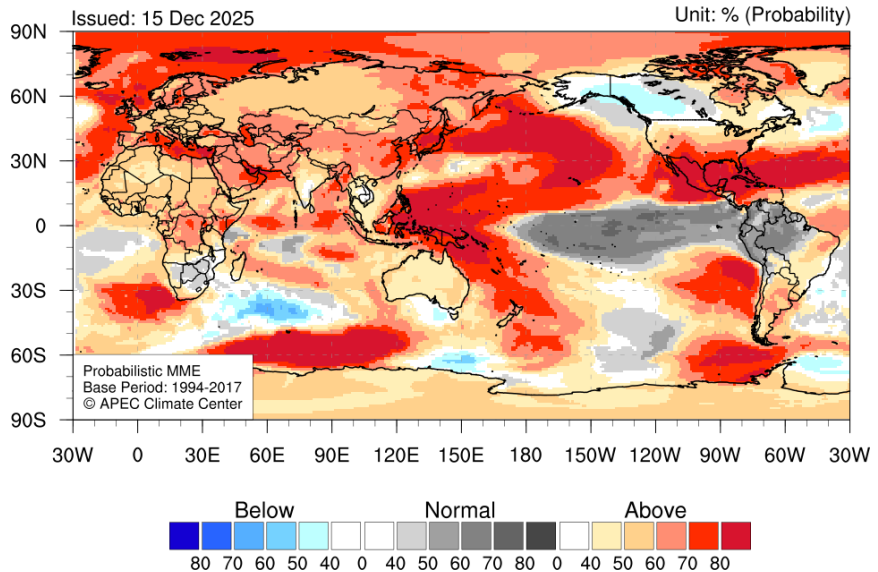 Issued: 15 Dec 2025
Unit: % (Probability)
90N
60N
30N
0
30S
60S
90S
Probabilistic MME
Base Period: 1994-2017
© APEC Climate Center
30W 0 30E 60E 90E 120E 150E 180 150W 120W 90W 60W 30W
Below Normal Above
80 70 60 50 40 0 40 50 60 70 80 0 40 50 60 70 80